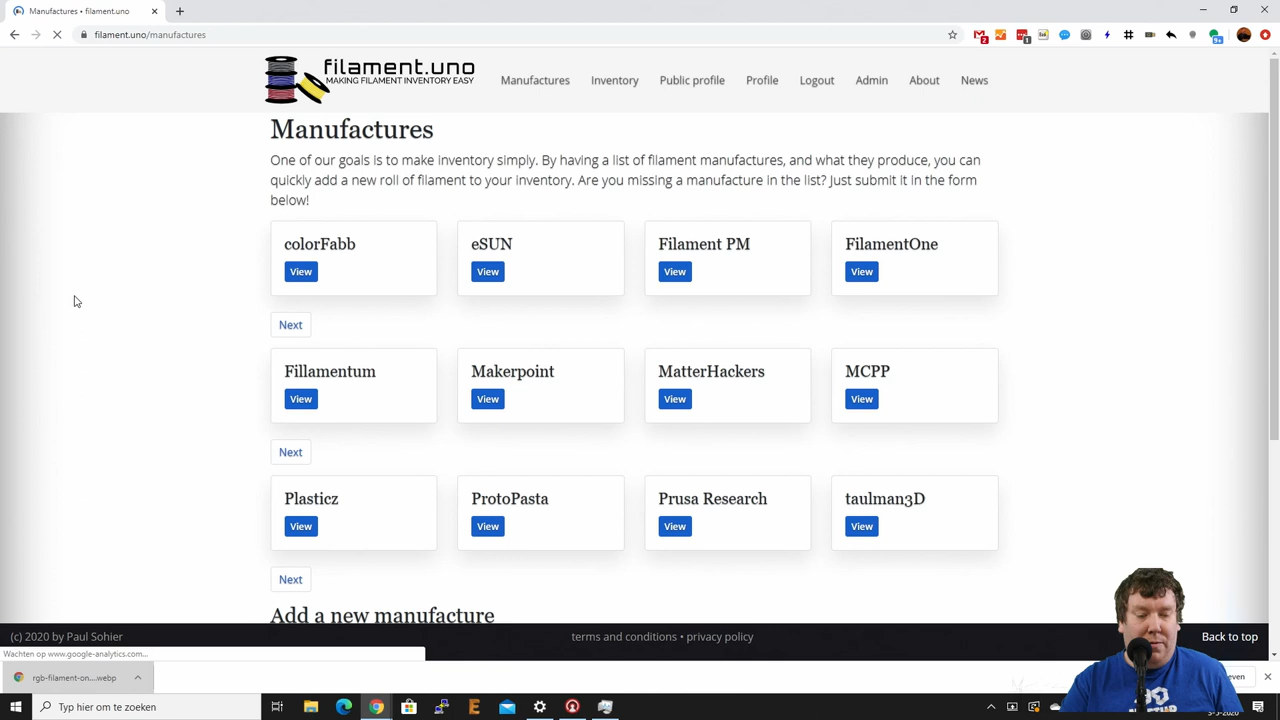 Manufactures • filament.uno
filament.uno/manufactures
filament.uno
MAKING FILAMENT INVENTORY EASY
Manufactures
Inventory
Public profile
Profile
Logout
Admin
About
News
Manufactures
One of our goals is to make inventory simply. By having a list of filament manufactures, and what they produce, you can
quickly add a new roll of filament to your inventory. Are you missing a manufacture in the list? Just submit it in the form
below!
colorFabb
View
eSUN
View
Filament PM
View
FilamentOne
View
Next
Fillamentum
View
Makerpoint
View
MatterHackers
View
MCPP
View
Next
Plasticz
View
ProtoPasta
View
Prusa Research
View
taulman3D
View
Next
Add a new manufacture
(c) 2020 by Paul Sohier
terms and conditions • privacy policy
Back to top
Wachten op www.google-analytics.com...
rgb-filament-on....webp
Typ hier om te zoeken